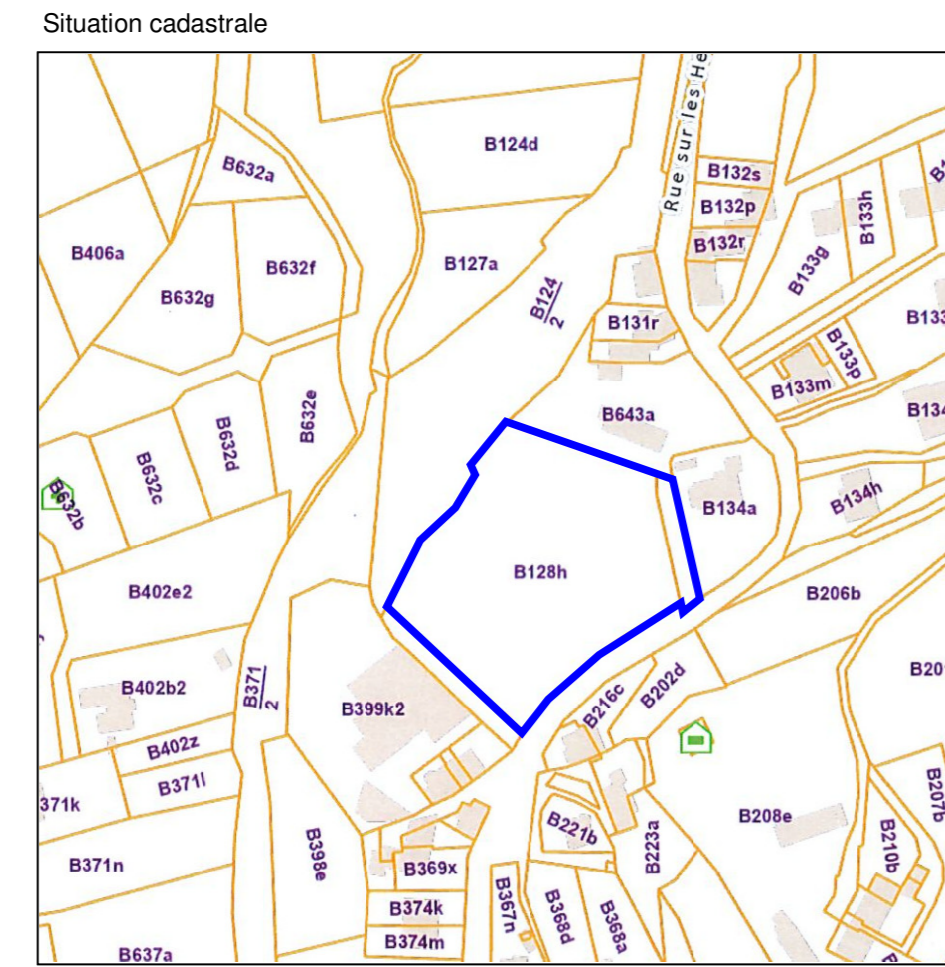 Situation cadastrale
Rue sur les He
B124d
B632a
B132s
B132p
B133h
B406a
B632f
B127a
B132r
B133g
B632g
B124
2
B131r
B133
B133p
B133m
B643a
B134
B632e
B632d
B632c
B632b
B134a
B134h
B128h
B402e2
B206b
B20
B402b2
B371
2
B399k2
B216c
B202d
B402z
B371l
371k
B208e
B207b
B221b
B223a
B210b
B371n
B398e
B369x
B367n
B368d
B368a
B374k
B374m
B637a